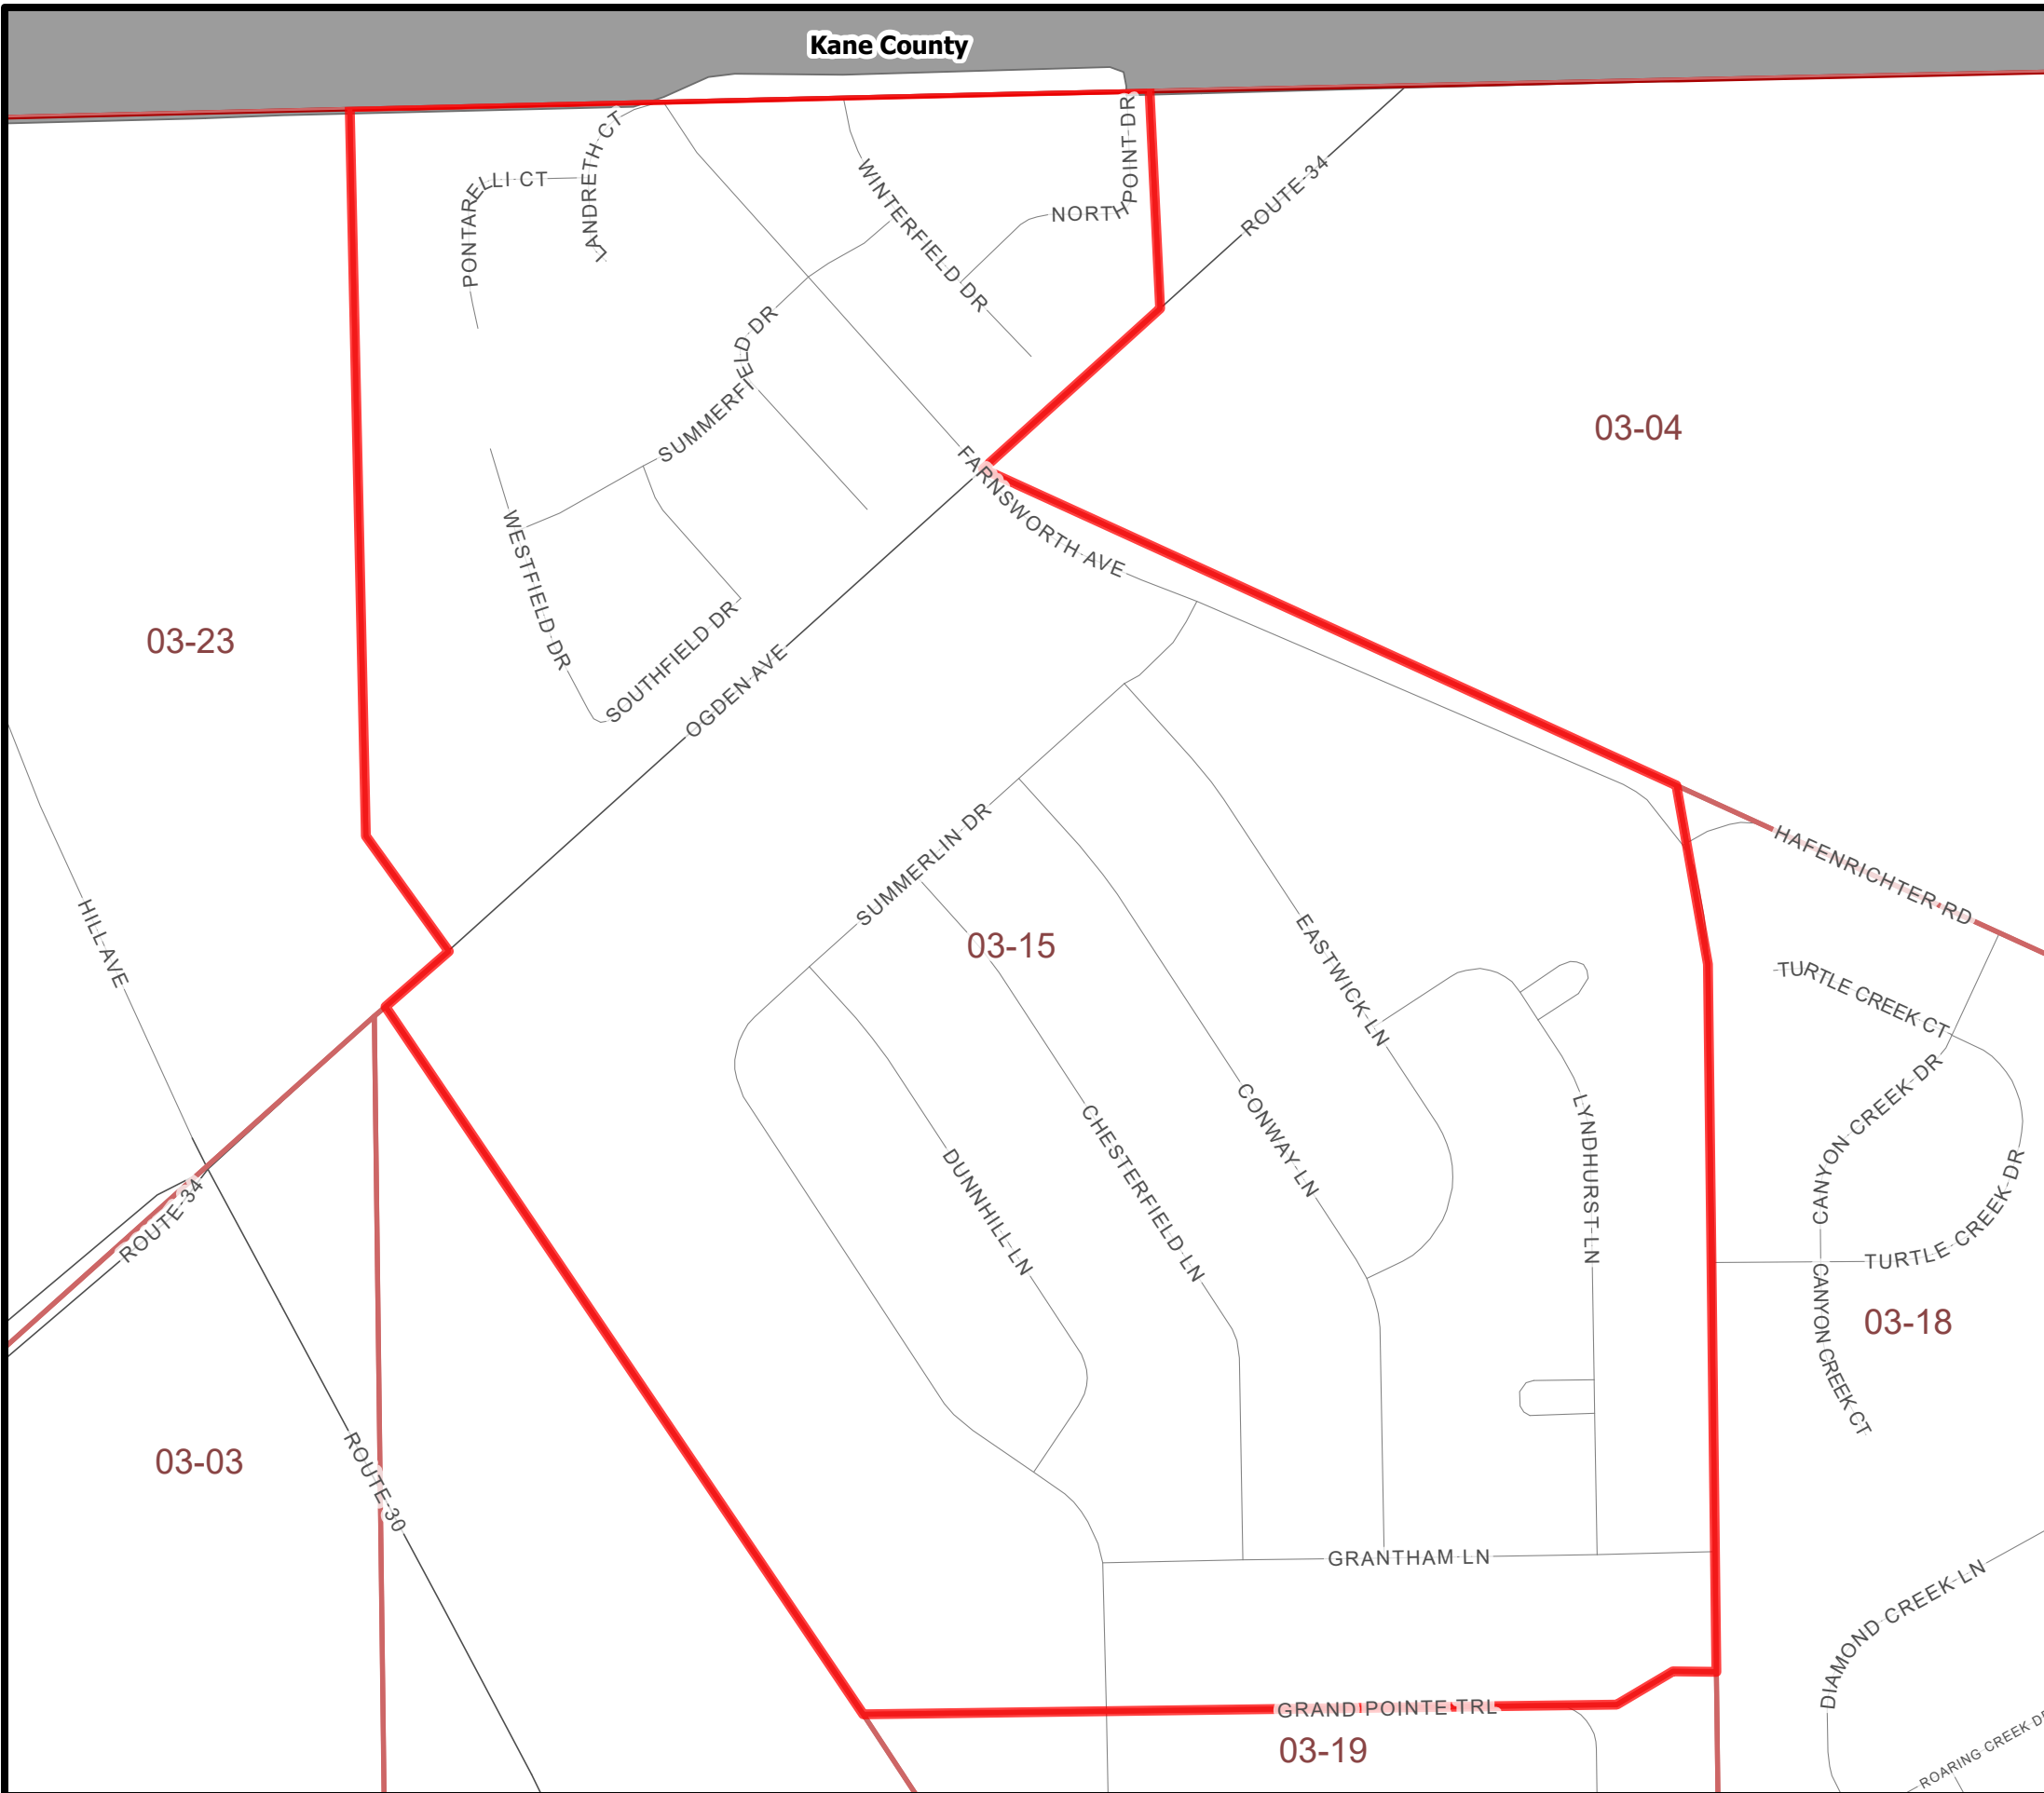 Kane County
LANDRETH CT
PONTARELLI CT
WINTERFIELD DR
NORTH POINT DR
ROUTE 34
SUMMERFIELD DR
03-04
FARNSWORTH AVE
WESTFIELD DR
03-23
SOUTHFIELD DR
OGDEN AVE
SUMMERLIN DR
HAFENRICHTER RD
HILL AVE
03-15
EASTWICK LN
TURTLE CREEK CT
CANYON CREEK DR
LYNDHURST LN
CONWAY LN
CHESTERFIELD LN
DUNNHILL LN
ROUTE 34
TURTLE CREEK DR
CANYON CREEK CT
03-18
03-03
ROUTE 30
GRANTHAM LN
DIAMOND CREEK LN
GRAND POINTE TRL
03-19
ROARING CREEK D